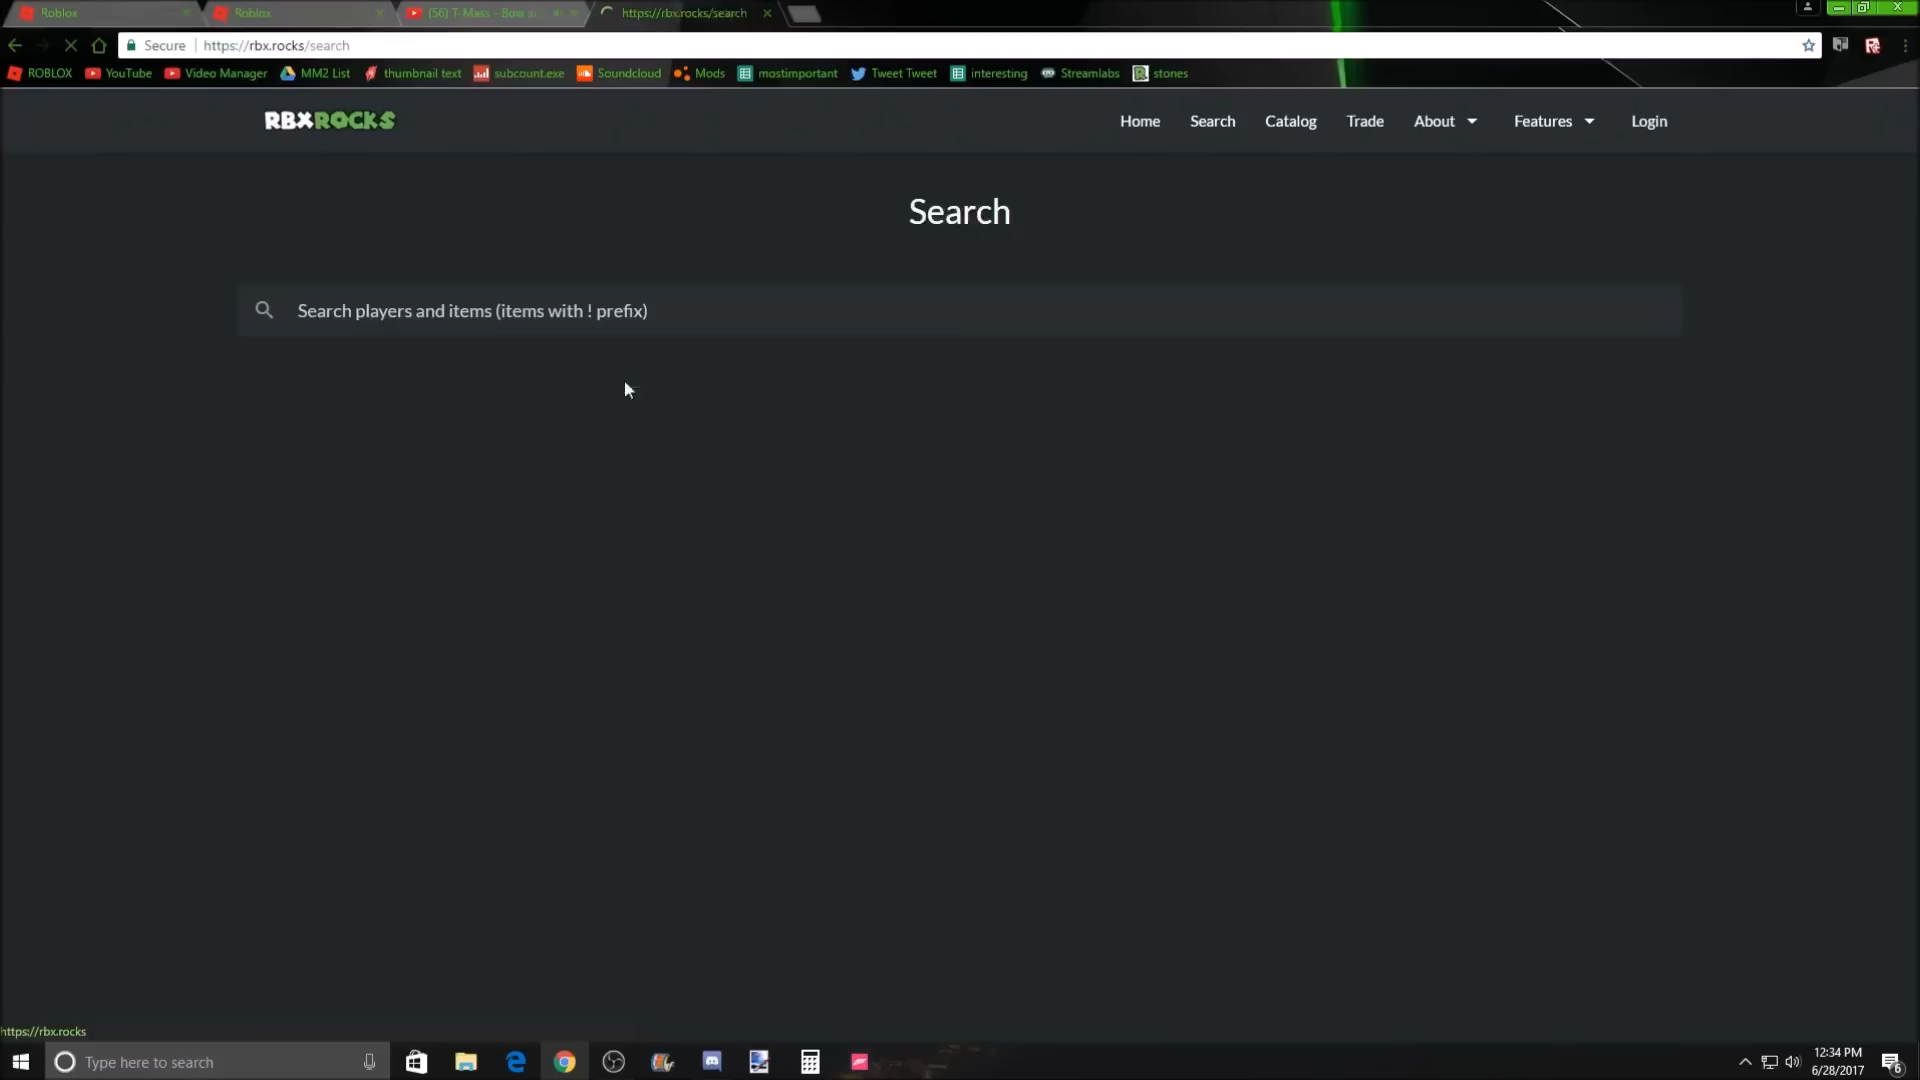 Roblox Roblox (56) T-Mass - Bow a https://rbx.rocks/search
Secure https://rbx.rocks/search
ROBLOX YouTube Video Manager MM2 List thumbnail text subcount.exe Soundcloud Mods mostimportant Tweet Tweet interesting Streamlabs stones
RBXROCKS Home Search Catalog Trade About Features Login
Search
Search players and items (items with ! prefix)
https://rbx.rocks
Type here to search
12:34 PM
6/28/2017
6